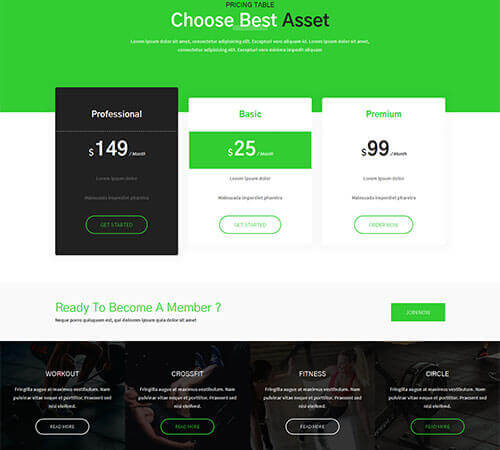 PRICING TABLE
Choose Best Asset
Lorem ipsum dolor sit amet, consectetur adipisicing elit. Excepturi vero aliquam id. Lorem ipsum dolor sit amet,
consectetur adipisicing elit. Excepturi vero minima impedit aliquam
Professional
$149 / Month
Lorem ipsum dolor
Malesuada imperdiet pharetra
GET STARTED
Basic
$25 / Month
Lorem ipsum dolor
Malesuada imperdiet pharetra
GET STARTED
Premium
$99 / Month
Lorem ipsum dolor
Malesuada imperdiet pharetra
ORDER NOW
Ready To Become A Member ?
Neque porro quisquam est, qui dolorem ipsum quia dolor sit amet
JOIN NOW
WORKOUT
Fringilla augue at maximus vestibulum. Nam
pulvinar vitae neque et porttitor. Praesent sed
nisi eleifend.
READ MORE
CROSSFIT
Fringilla augue at maximus vestibulum. Nam
pulvinar vitae neque et porttitor. Praesent sed
nisi eleifend.
READ MORE
FITNESS
Fringilla augue at maximus vestibulum. Nam
pulvinar vitae neque et porttitor. Praesent sed
nisi eleifend.
READ MORE
CIRCLE
Fringilla augue at maximus vestibulum. Nam
pulvinar vitae neque et porttitor. Praesent sed
nisi eleifend.
READ MORE